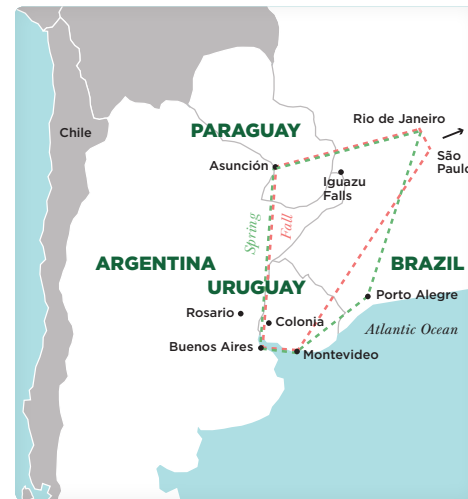 Rio de Janeiro
Chile
PARAGUAY
São
Paulo
Asunción
Iguazu
Falls
Spring
Fall
ARGENTINA
BRAZIL
URUGUAY
Porto Alegre
Rosario
Colonia
Atlantic Ocean
Buenos Aires
Montevideo